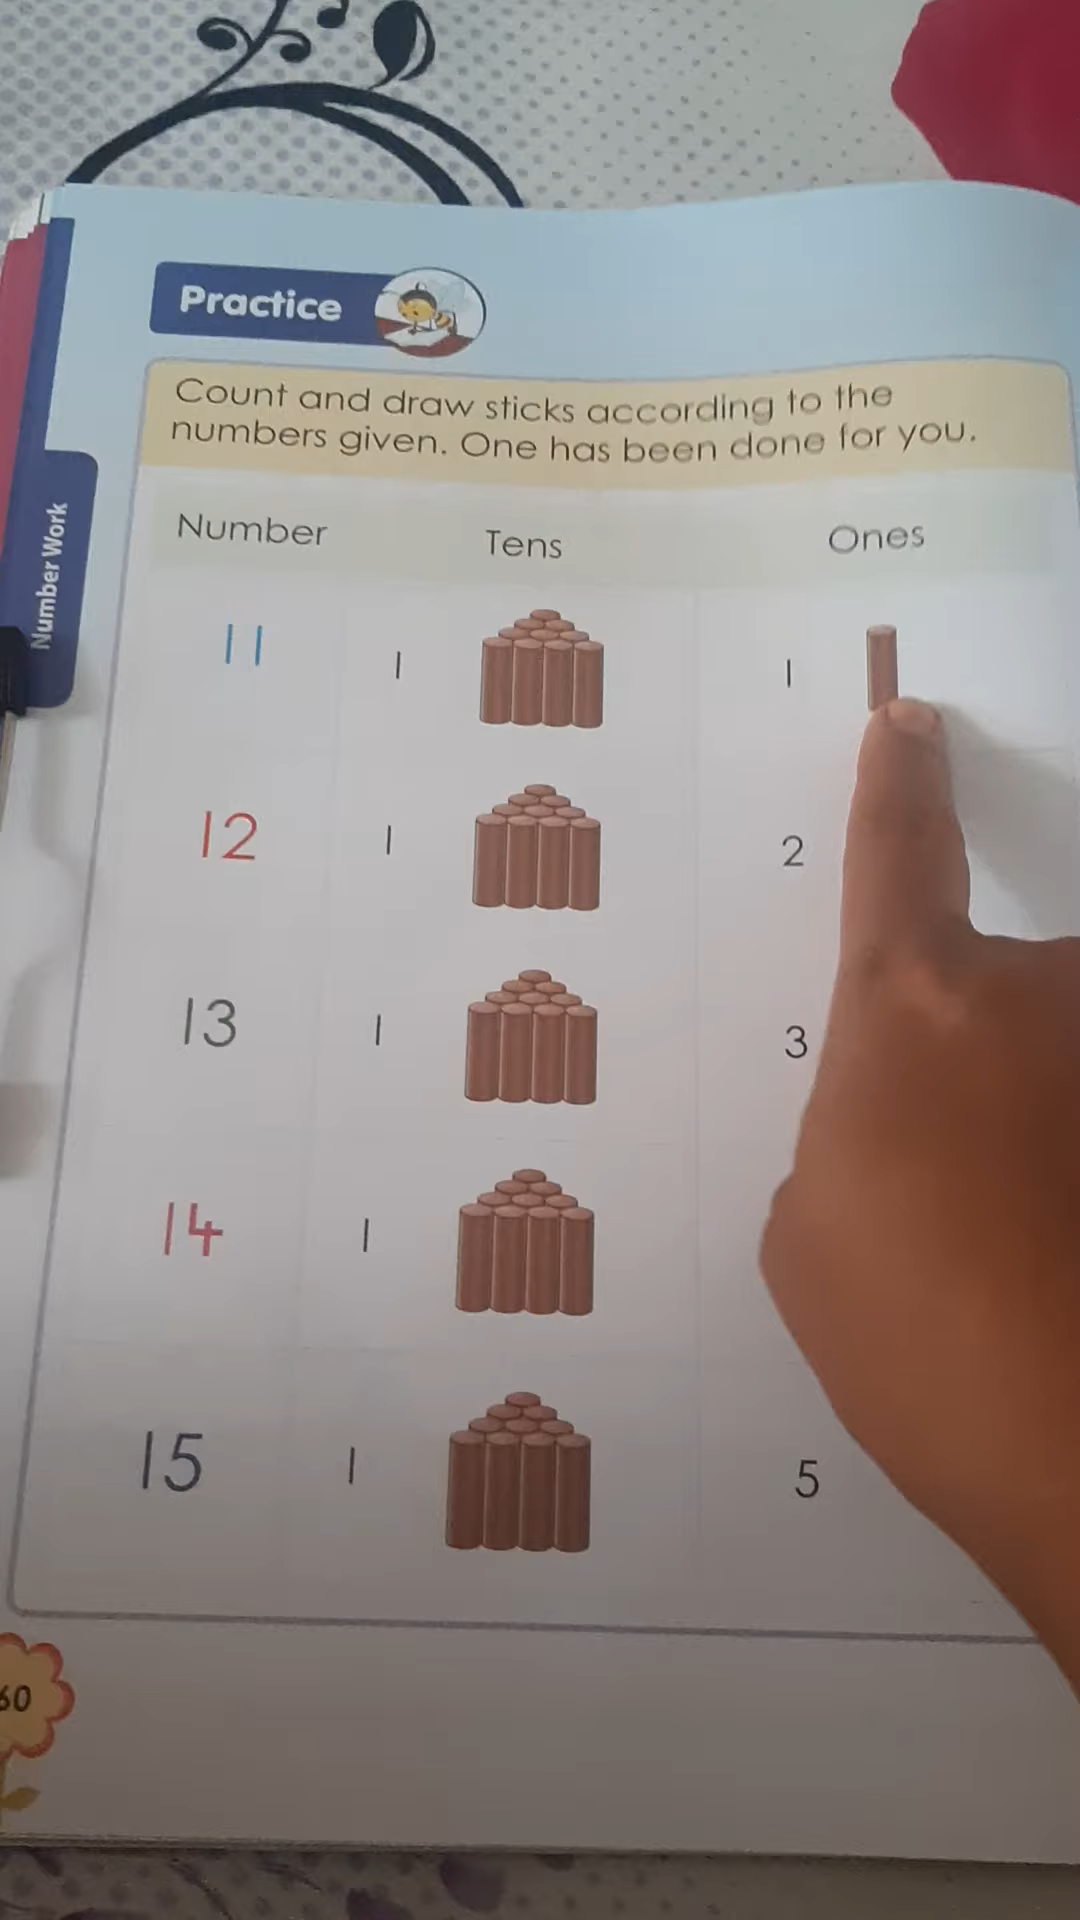 Practice
Count and draw sticks according to the
numbers given. One has been done for you.
Number Work
Number Tens Ones
11 1 1
12 1 2
13 1 3
14 1
15 1 5
60